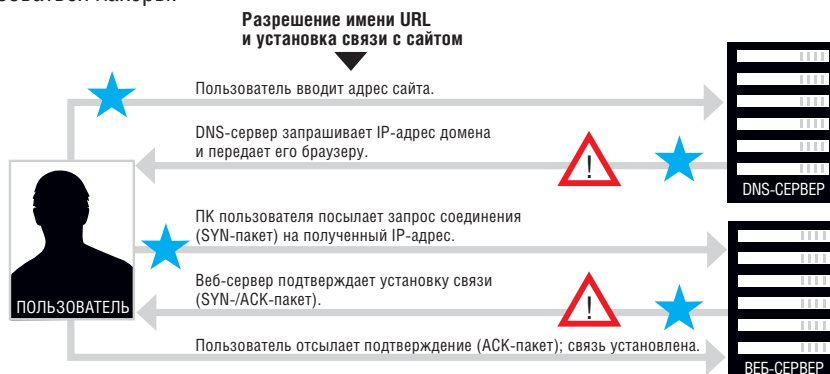 Разрешение имени URL
и установка связи с сайтом
Пользователь вводит адрес сайта.
DNS-сервер запрашивает IP-адрес домена
и передает его браузеру.
!
DNS-СЕРВЕР
ПК пользователя посылает запрос соединения
(SYN-пакет) на полученный IP-адрес.
Веб-сервер подтверждает установку связи
(SYN-/ACK-пакет).
!
ПОЛЬЗОВАТЕЛЬ
Пользователь отсылает подтверждение (ACK-пакет); связь установлена.
ВЕБ-СЕРВЕР